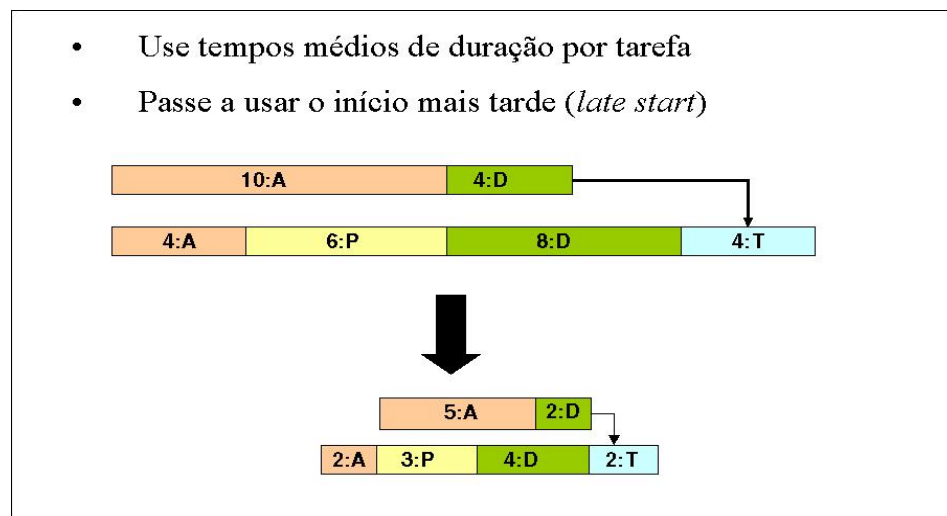 • Use tempos médios de duração por tarefa
• Passe a usar o início mais tarde (late start)
10:A 4:D
4:A 6:P 8:D 4:T
5:A 2:D
2:A 3:P 4:D 2:T